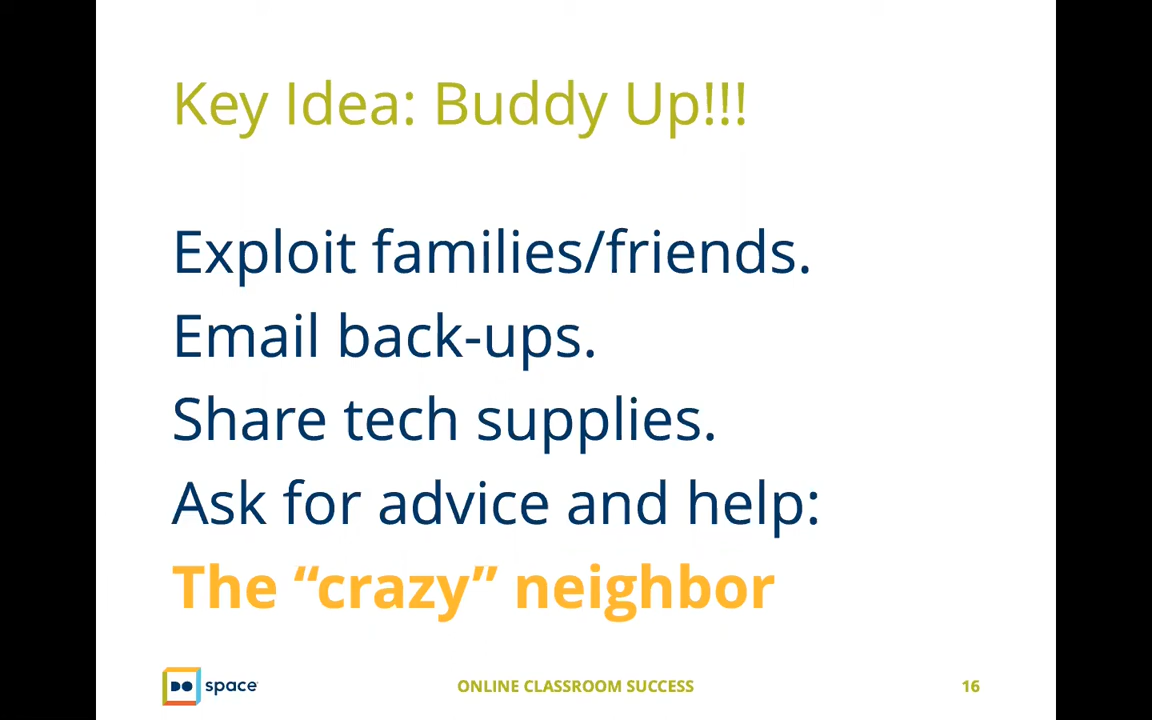 Key Idea: Buddy Up!!!
Exploit families/friends.
Email back-ups.
Share tech supplies.
Ask for advice and help:
The “crazy” neighbor
DO space
ONLINE CLASSROOM SUCCESS
16